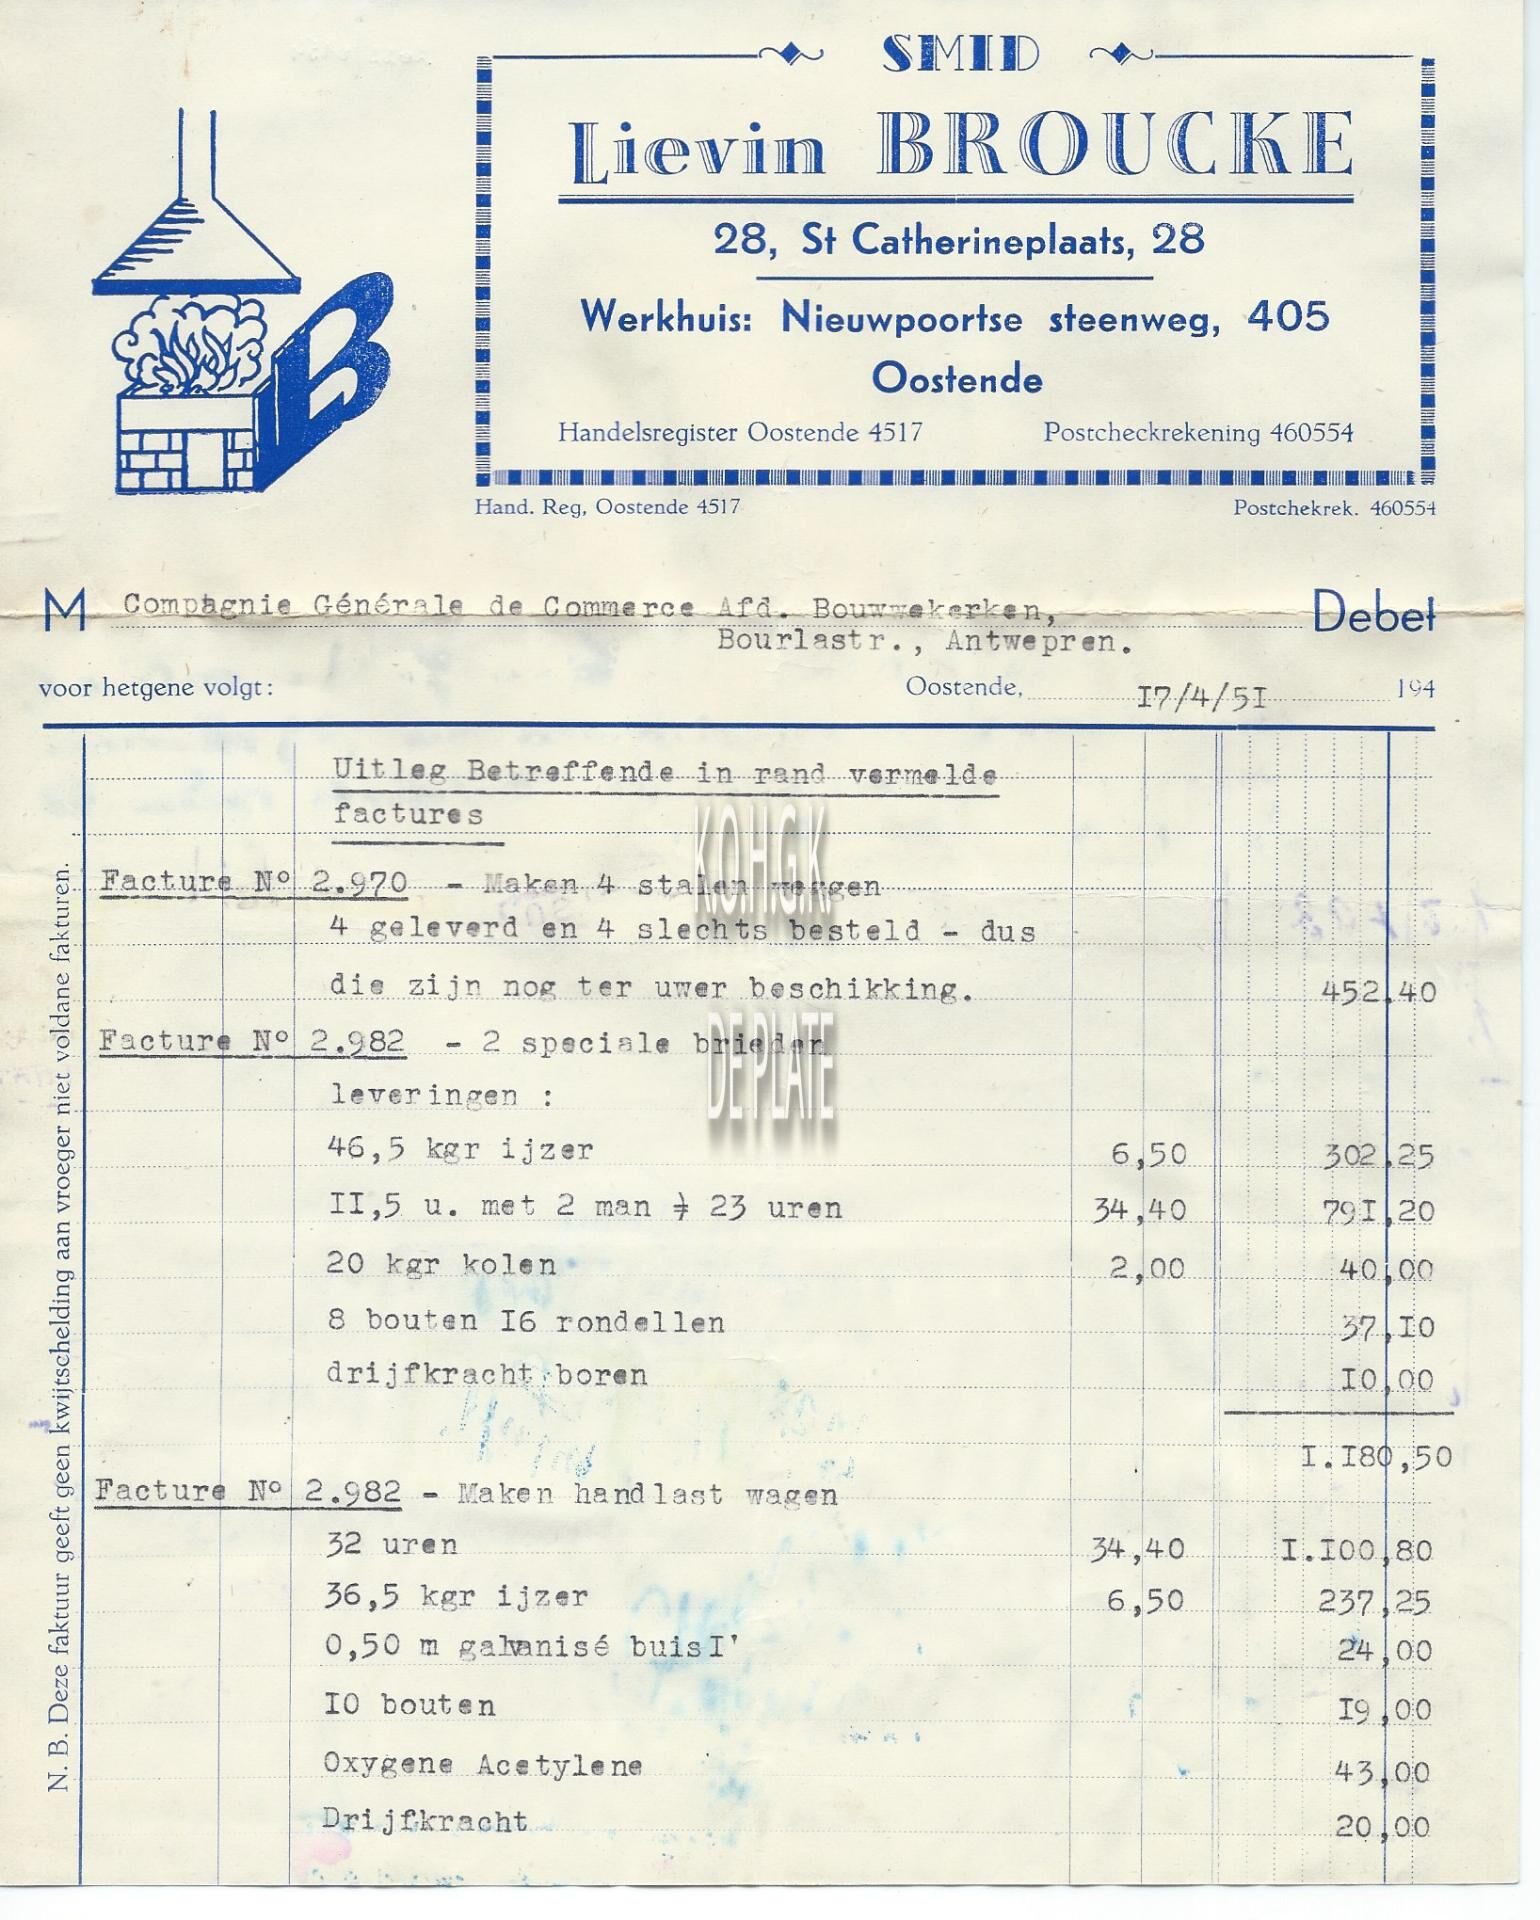 SMID
Lievin BROUCKE
28, St Catherineplaats, 28
Werkhuis: Nieuwpoortse steenweg, 405
Oostende
Handelsregister Oostende 4517 Postcheckrekening 460554
Hand. Reg, Oostende 4517 Postchekrek. 460554
M Compagnie Générale de Commerce Afd. Bouwwekerken, Debet
Bourlastr., Antwepren.
voor hetgene volgt: Oostende, I7/4/5I 194
Uitleg Betreffende in rand vermelde
factures
Facture N° 2.970 - Maken 4 stalen weggen
4 geleverd en 4 slechts besteld - dus
die zijn nog ter uwer beschikking. 452,40
Facture N° 2.982 - 2 speciale brieden
leveringen :
46,5 kgr ijzer 6,50 302,25
II,5 u. met 2 man ⩫ 23 uren 34,40 79I,20
20 kgr kolen 2,00 40,00
8 bouten I6 rondellen 37,I0
drijfkracht boren I0,00
I.I80,50
Facture N° 2.982 - Maken handlast wagen
32 uren 34,40 I.I00,80
36,5 kgr ijzer 6,50 237,25
0,50 m galvanisé buis I' 24,00
I0 bouten I9,00
Oxygene Acetylene 43,00
Drijfkracht 20,00
N. B. Deze faktuur geeft geen kwijtschelding aan vroeger niet voldane fakturen.
K.O.H.G.K
DE PLATE